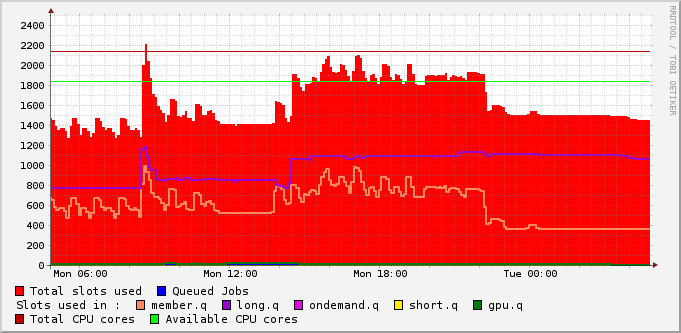 2400
2200
2000
1800
1600
1400
1200
1000
800
600
400
200
0
Mon 06:00 Mon 12:00 Mon 18:00 Tue 00:00
Total slots used Queued Jobs
Slots used in : member.q long.q ondemand.q short.q gpu.q
Total CPU cores Available CPU cores
RRDTOOL / TOBI OETIKER